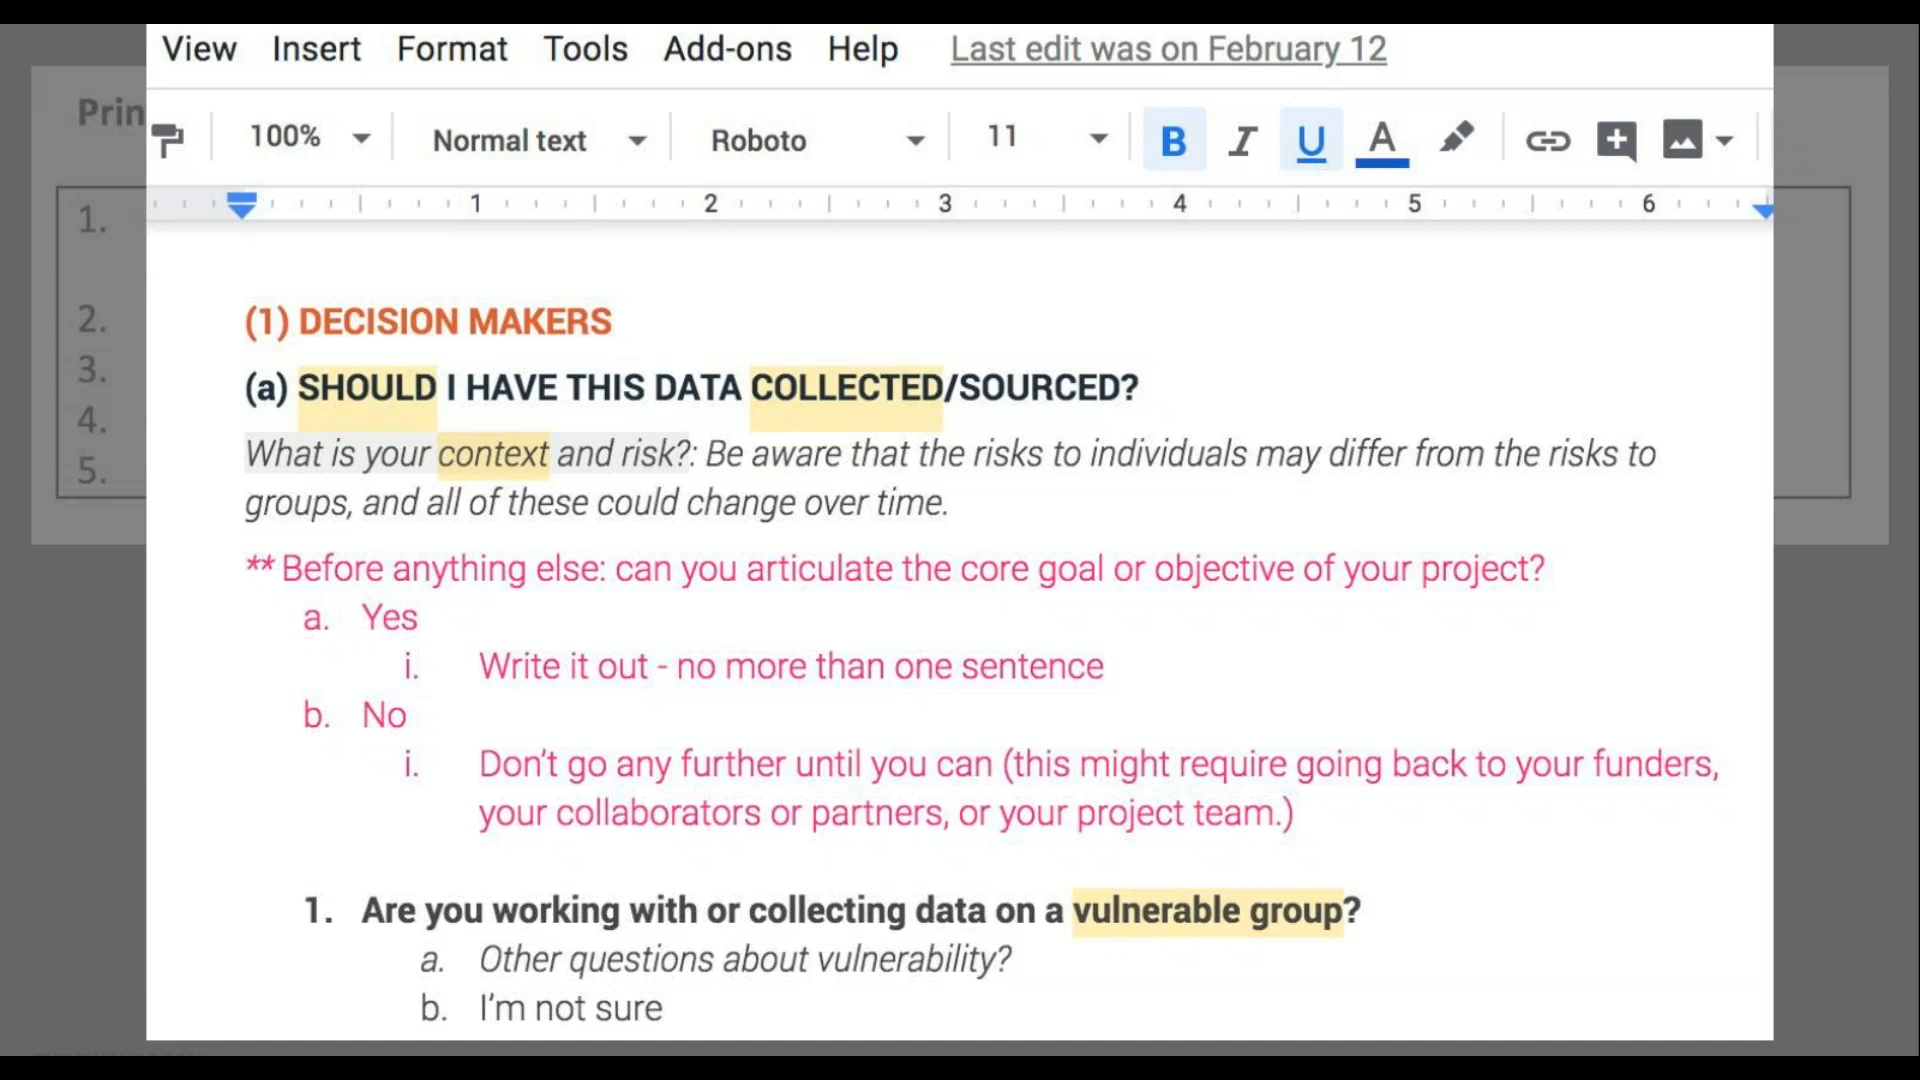 View Insert Format Tools Add-ons Help Last edit was on February 12
Prin
100% Normal text Roboto 11 B I U A
1 2 3 4 5 6
1.
2.
3.
4.
5.
(1) DECISION MAKERS
(a) SHOULD I HAVE THIS DATA COLLECTED/SOURCED?
What is your context and risk?: Be aware that the risks to individuals may differ from the risks to
groups, and all of these could change over time.
** Before anything else: can you articulate the core goal or objective of your project?
a. Yes
i. Write it out - no more than one sentence
b. No
i. Don't go any further until you can (this might require going back to your funders,
your collaborators or partners, or your project team.)
1. Are you working with or collecting data on a vulnerable group?
a. Other questions about vulnerability?
b. I'm not sure